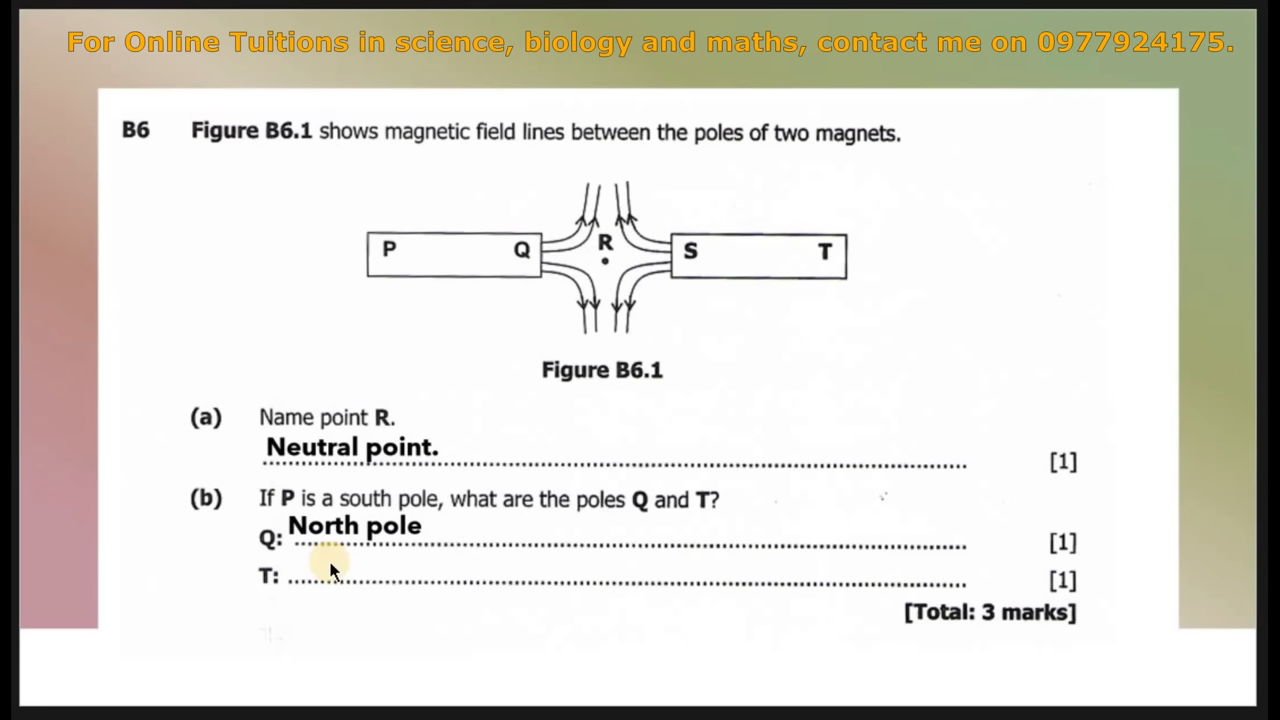 For Online Tuitions in science, biology and maths, contact me on 0977924175.
B6 Figure B6.1 shows magnetic field lines between the poles of two magnets.
P Q R S T
Figure B6.1
(a) Name point R.
Neutral point.
[1]
(b) If P is a south pole, what are the poles Q and T?
Q: North pole [1]
T: [1]
[Total: 3 marks]